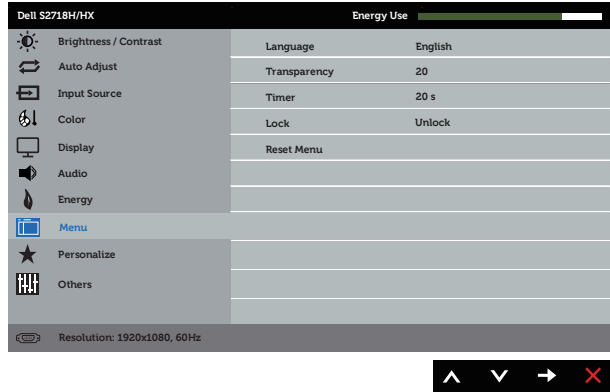 Dell S2718H/HX Energy Use
Brightness / Contrast
Auto Adjust
Input Source
Color
Display
Audio
Energy
Menu
Personalize
Others
Language English
Transparency 20
Timer 20 s
Lock Unlock
Reset Menu
Resolution: 1920x1080, 60Hz